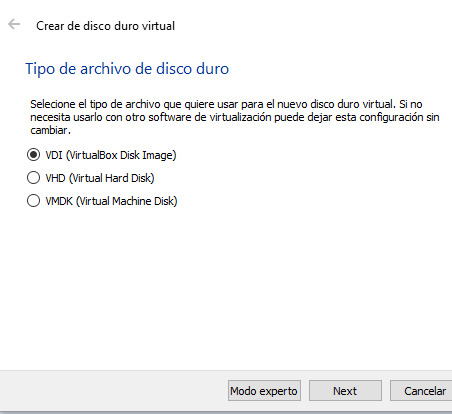 Crear de disco duro virtual
Tipo de archivo de disco duro
Selecione el tipo de archivo que quiere usar para el nuevo disco duro virtual. Si no
necesita usarlo con otro software de virtualización puede dejar esta configuración sin
cambiar.
VDI (VirtualBox Disk Image)
VHD (Virtual Hard Disk)
VMDK (Virtual Machine Disk)
Modo experto Next Cancelar